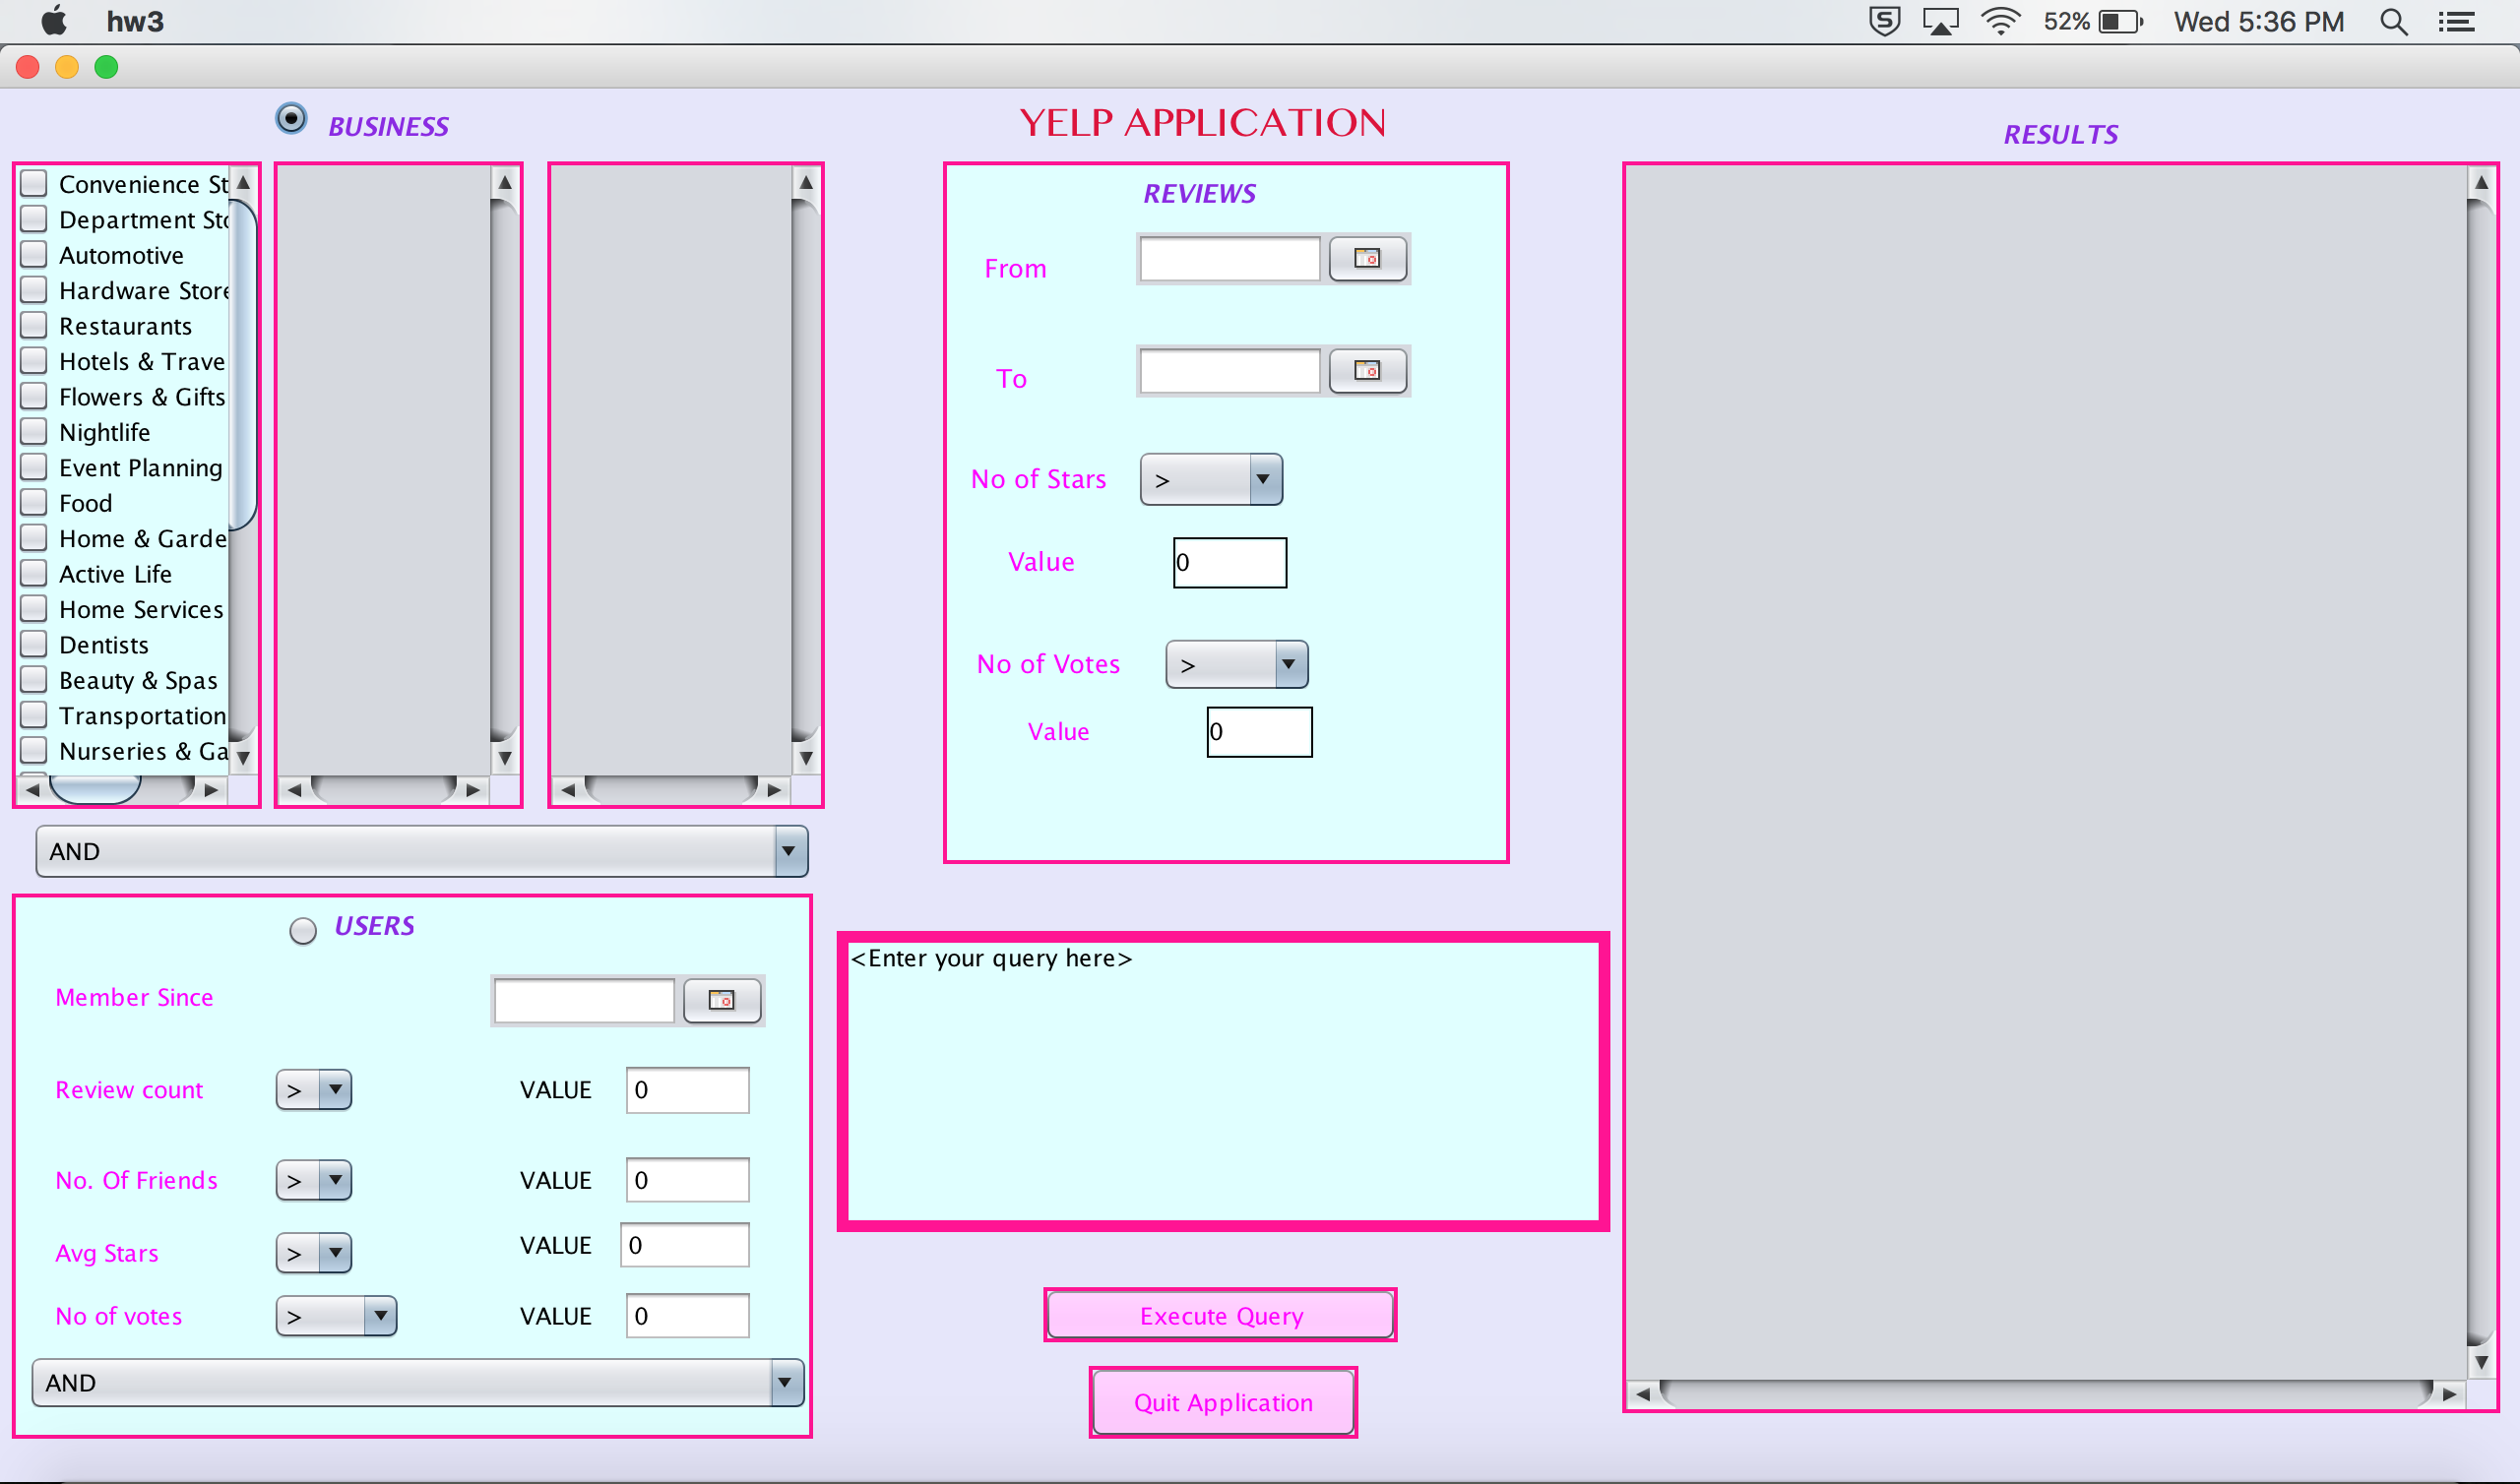 hw3
52%
Wed 5:36 PM
BUSINESS
YELP APPLICATION
RESULTS
Convenience St
Department Sto
Automotive
Hardware Store
Restaurants
Hotels & Trave
Flowers & Gifts
Nightlife
Event Planning
Food
Home & Garde
Active Life
Home Services
Dentists
Beauty & Spas
Transportation
Nurseries & Ga
AND
REVIEWS
From
To
No of Stars >
Value 0
No of Votes >
Value 0
USERS
Member Since
Review count > VALUE 0
No. Of Friends > VALUE 0
Avg Stars > VALUE 0
No of votes > VALUE 0
AND
<Enter your query here>
Execute Query
Quit Application